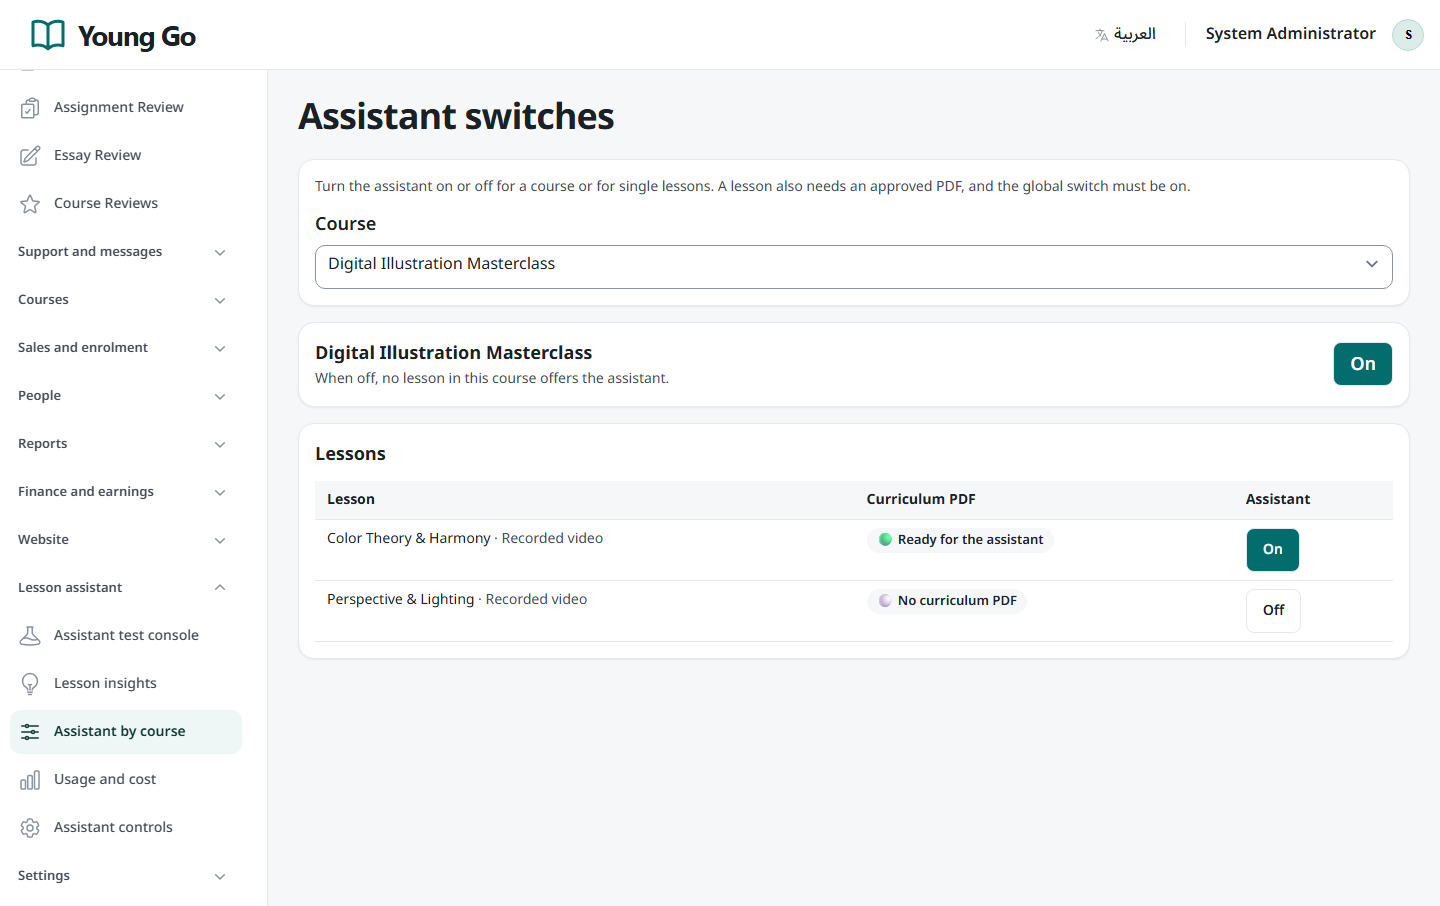 Young Go
العربية
System Administrator
S
Assignment Review
Essay Review
Course Reviews
Support and messages
Courses
Sales and enrolment
People
Reports
Finance and earnings
Website
Lesson assistant
Assistant test console
Lesson insights
Assistant by course
Usage and cost
Assistant controls
Settings
Assistant switches
Turn the assistant on or off for a course or for single lessons. A lesson also needs an approved PDF, and the global switch must be on.
Course
Digital Illustration Masterclass
Digital Illustration Masterclass
When off, no lesson in this course offers the assistant.
On
Lessons
Lesson Curriculum PDF Assistant
Color Theory & Harmony · Recorded video Ready for the assistant On
Perspective & Lighting · Recorded video No curriculum PDF Off